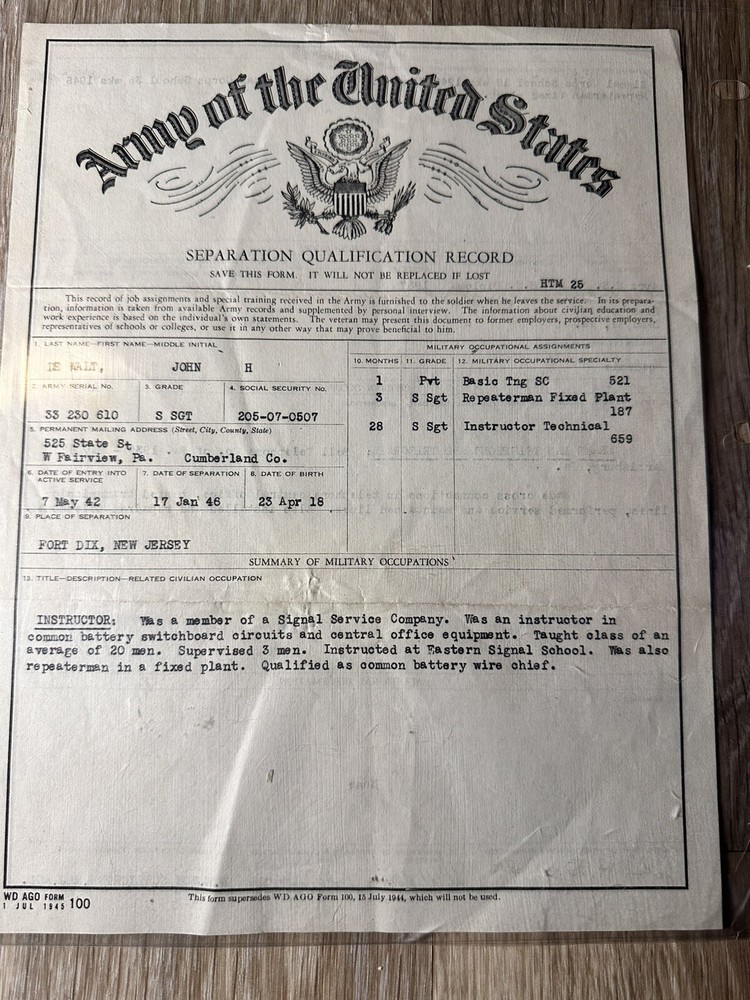 Army of the United States
SEPARATION QUALIFICATION RECORD
SAVE THIS FORM. IT WILL NOT BE REPLACED IF LOST
HTM 25
This record of job assignments and special training received in the Army is furnished to the soldier when he leaves the service. In its prepara-
tion, information is taken from available Army records and supplemented by personal interview. The information about civilian education and
work experience is based on the individual's own statements. The veteran may present this document to former employers, prospective employers,
representatives of schools or colleges, or use it in any other way that may prove beneficial to him.
1. LAST NAME—FIRST NAME—MIDDLE INITIAL
WALT, JOHN H
2. ARMY SERIAL No. 3. GRADE 4. SOCIAL SECURITY No.
33 230 610 S SGT 205-07-0507
5. PERMANENT MAILING ADDRESS (Street, City, County, State)
525 State St
W Fairview, Pa. Cumberland Co.
6. DATE OF ENTRY INTO ACTIVE SERVICE 7. DATE OF SEPARATION 8. DATE OF BIRTH
7 May 42 17 Jan 46 23 Apr 18
9. PLACE OF SEPARATION
FORT DIX, NEW JERSEY
MILITARY OCCUPATIONAL ASSIGNMENTS
10. MONTHS 11. GRADE 12. MILITARY OCCUPATIONAL SPECIALTY
1 Pvt Basic Tng SC 521
3 S Sgt Repeaterman Fixed Plant
187
28 S Sgt Instructor Technical
659
SUMMARY OF MILITARY OCCUPATIONS
13. TITLE—DESCRIPTION—RELATED CIVILIAN OCCUPATION
INSTRUCTOR: Was a member of a Signal Service Company. Was an instructor in
common battery switchboard circuits and central office equipment. Taught class of an
average of 20 men. Supervised 3 men. Instructed at Eastern Signal School. Was also
repeaterman in a fixed plant. Qualified as common battery wire chief.
WD AGO FORM 100
1 JUL 1945
This form supersedes WD AGO Form 100, 15 July 1944, which will not be used.